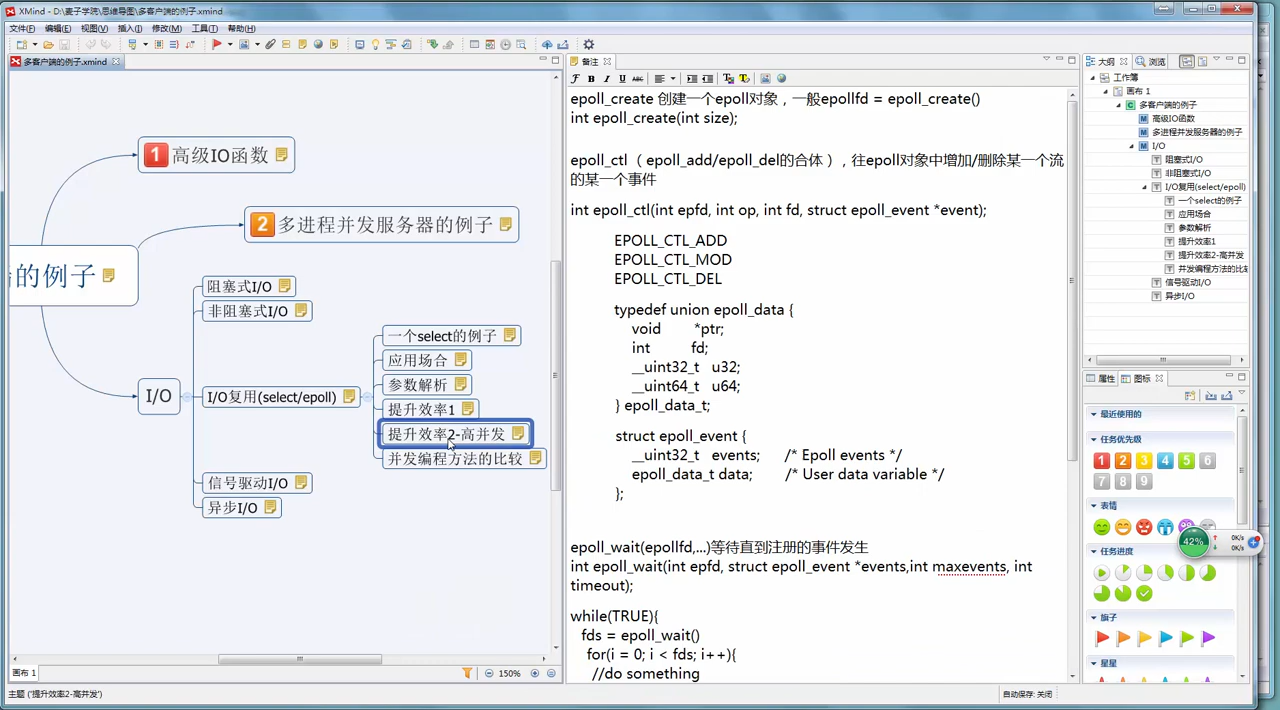 XMind - D:\麦子学院\思维导图\多客户端的例子.xmind
文件(F) 编辑(E) 视图(V) 插入(I) 修改(M) 工具(T) 帮助(H)
多客户端的例子.xmind
1 高级IO函数
2 多进程并发服务器的例子
的例子
阻塞式I/O
非阻塞式I/O
I/O
I/O复用(select/epoll)
一个select的例子
应用场合
参数解析
提升效率1
提升效率2-高并发
并发编程方法的比较
信号驱动I/O
异步I/O
画布 1
150%
主题 ('提升效率2-高并发')
自动保存: 关闭
备注
epoll_create 创建一个epoll对象，一般epollfd = epoll_create()
int epoll_create(int size);
epoll_ctl （ epoll_add/epoll_del的合体），往epoll对象中增加/删除某一个流
的某一个事件
int epoll_ctl(int epfd, int op, int fd, struct epoll_event *event);
EPOLL_CTL_ADD
EPOLL_CTL_MOD
EPOLL_CTL_DEL
typedef union epoll_data {
void *ptr;
int fd;
__uint32_t u32;
__uint64_t u64;
} epoll_data_t;
struct epoll_event {
__uint32_t events; /* Epoll events */
epoll_data_t data; /* User data variable */
};
epoll_wait(epollfd,...)等待直到注册的事件发生
int epoll_wait(int epfd, struct epoll_event *events,int maxevents, int
timeout);
while(TRUE){
fds = epoll_wait()
for(i = 0; i < fds; i++){
//do something
大纲 浏览
工作簿
画布 1
多客户端的例子
高级IO函数
多进程并发服务器的例子
I/O
阻塞式I/O
非阻塞式I/O
I/O复用(select/epoll)
一个select的例子
应用场合
参数解析
提升效率1
提升效率2-高并发
并发编程方法的比较
信号驱动I/O
异步I/O
属性 图标
最近使用的
任务优先级
1 2 3 4 5 6
7 8 9
表情
42% 0K/s
0K/s
任务进度
旗子
星星